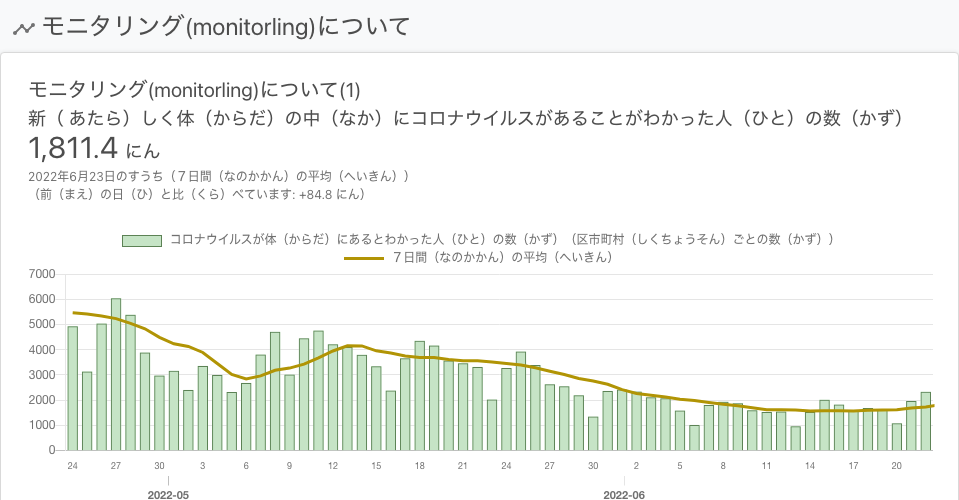 モニタリング(monitorling)について
モニタリング(monitorling)について(1)
新（ あたら）しく体（からだ）の中（なか）にコロナウイルスがあることがわかった人（ひと）の数（かず）
1,811.4 にん
2022年6月23日のすうち（７日間（なのかかん）の平均（へいきん））
（前（まえ）の日（ひ）と比（くら）べています: +84.8 にん）
コロナウイルスが体（からだ）にあるとわかった人（ひと）の数（かず）（区市町村（しくちょうそん）ごとの数（かず））
７日間（なのかかん）の平均（へいきん）
7000
6000
5000
4000
3000
2000
1000
0
24 27 30 3 6 9 12 15 18 21 24 27 30 2 5 8 11 14 17 20
2022-05 2022-06